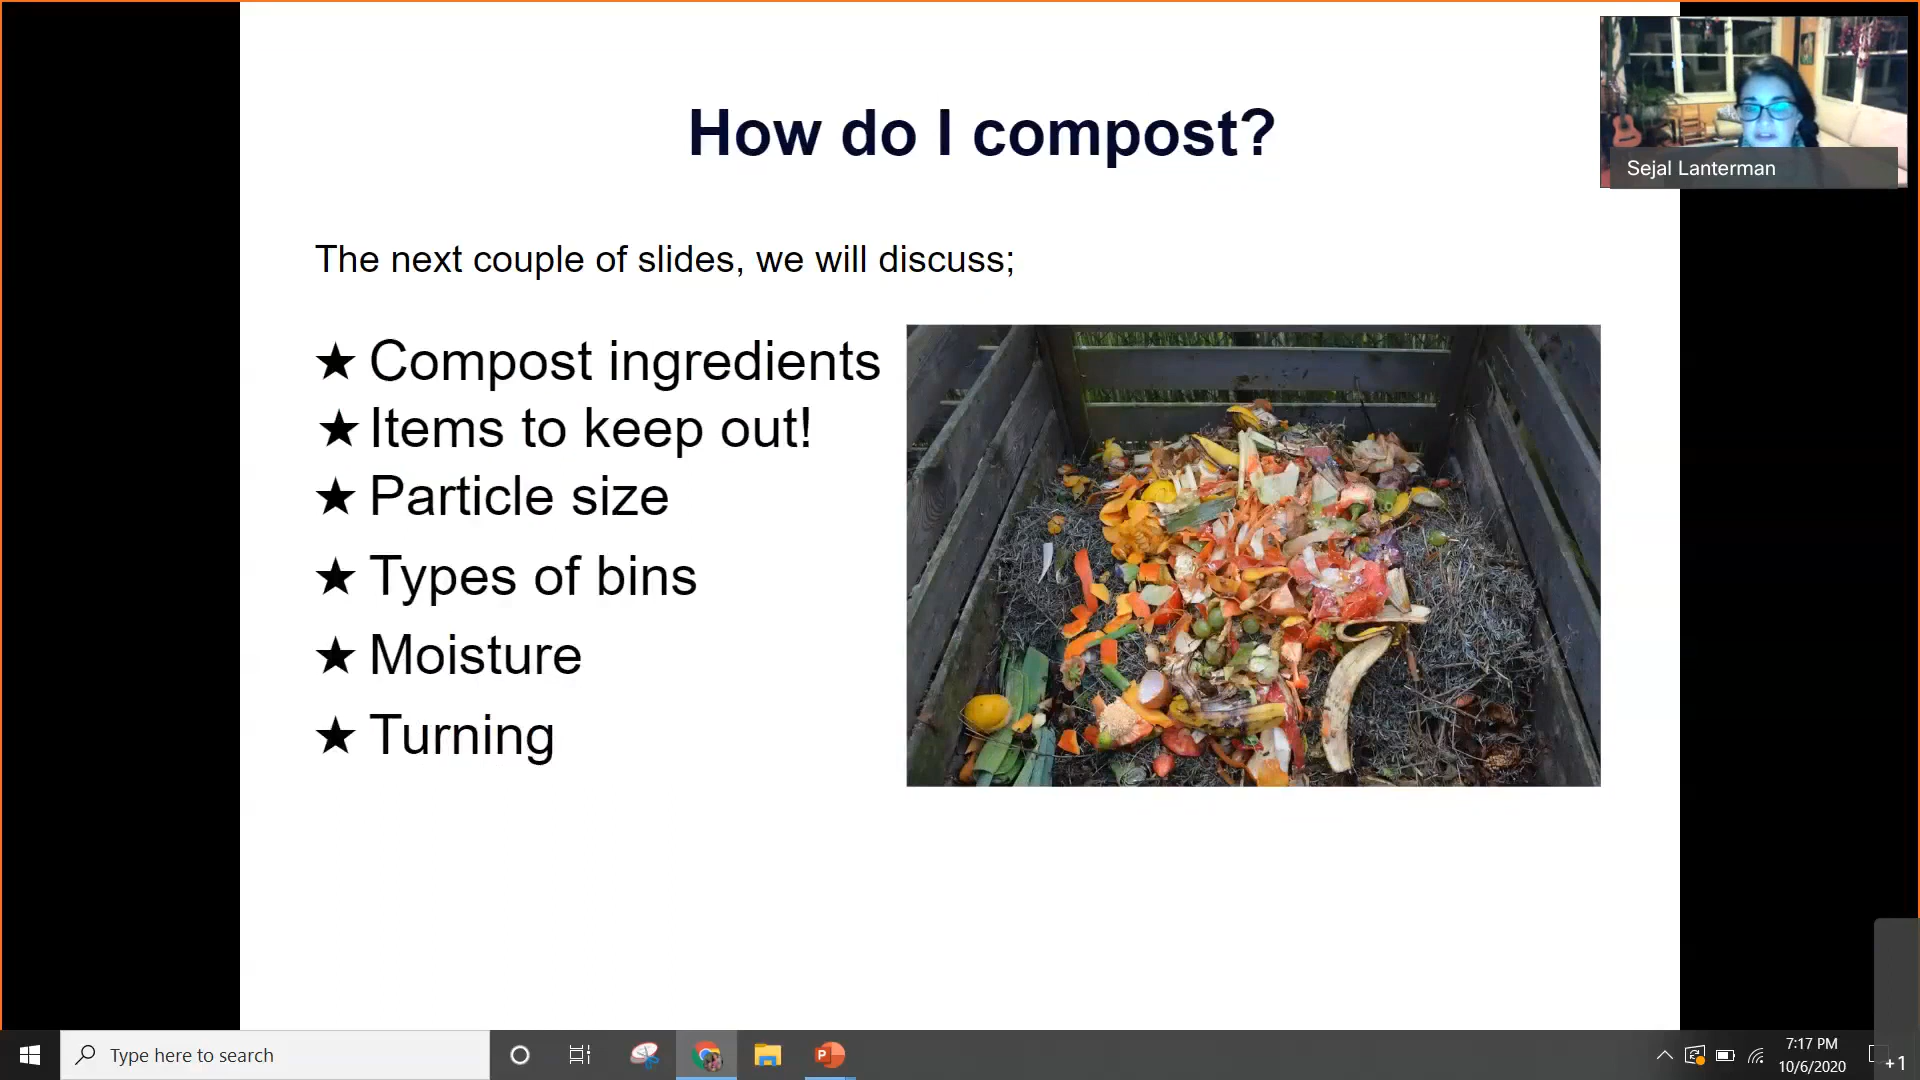 How do I compost?
Sejal Lanterman
The next couple of slides, we will discuss;
★ Compost ingredients
★ Items to keep out!
★ Particle size
★ Types of bins
★ Moisture
★ Turning
Type here to search
7:17 PM
10/6/2020
+1